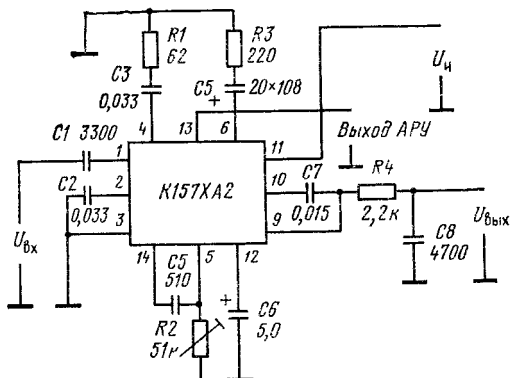 R1
62
R3
220
C3
0,033
C5
20×10В
+
Uн
4
13
6
Выход АРУ
C1 3300
1
11
C2
0,033
2
3
К157ХА2
10
9
C7
0,015
R4
2,2к
Uвх
Uвых
C8
4700
14
5
12
C5
510
+
C6
5,0
R2
51к